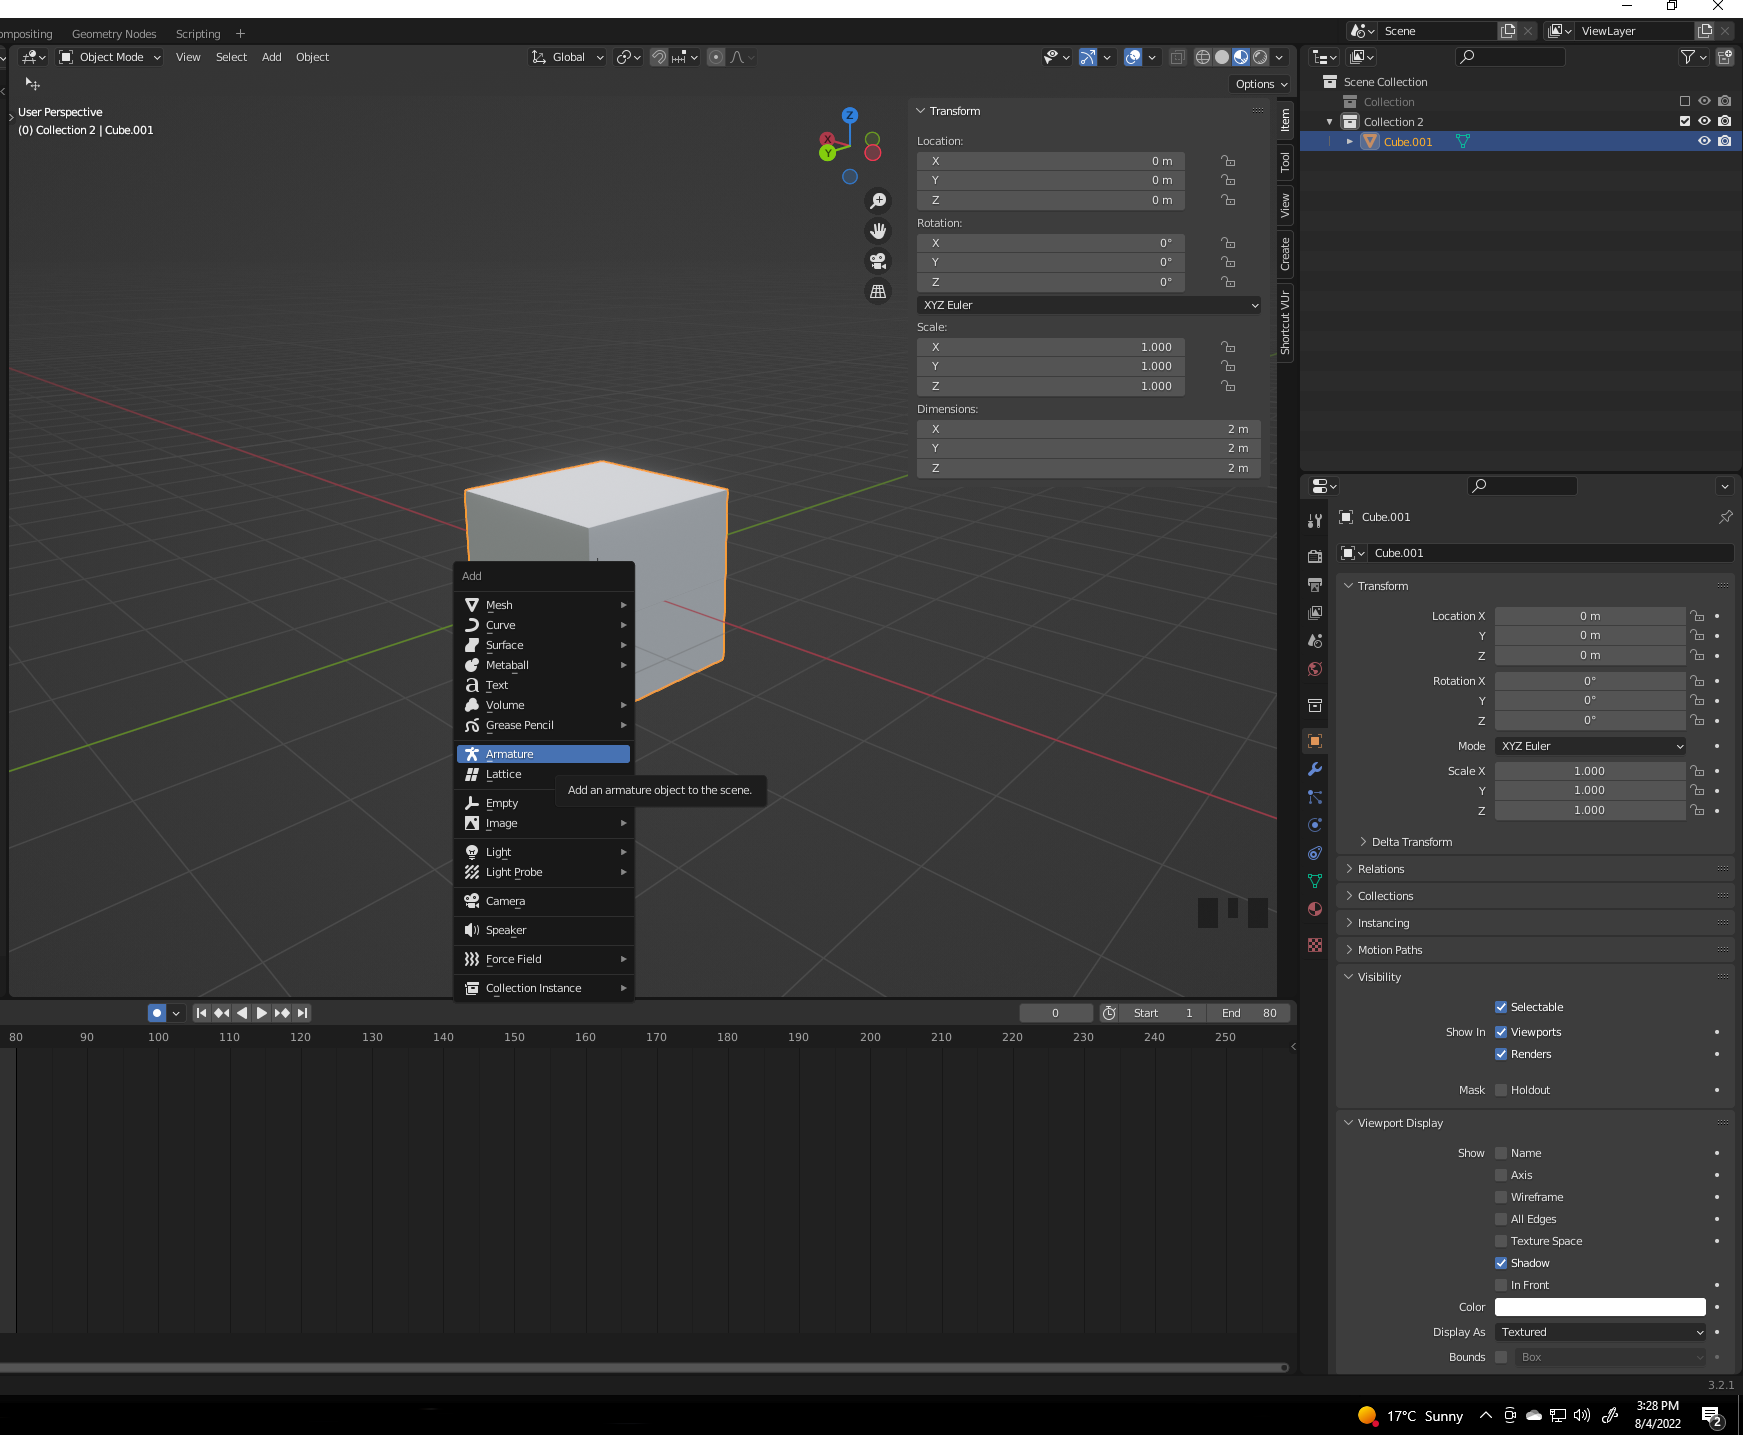 Geometry Nodes Scripting +
Scene
ViewLayer
Object Mode View Select Add Object
Global
Options
User Perspective
(0) Collection 2 | Cube.001
Z
X
Y
Transform
Location:
X 0 m
Y 0 m
Z 0 m
Rotation:
X 0°
Y 0°
Z 0°
XYZ Euler
Scale:
X 1.000
Y 1.000
Z 1.000
Dimensions:
X 2 m
Y 2 m
Z 2 m
Item
Tool
View
Create
Shortcut VUr
Add
Mesh
Curve
Surface
Metaball
Text
Volume
Grease Pencil
Armature
Lattice
Add an armature object to the scene.
Empty
Image
Light
Light Probe
Camera
Speaker
Force Field
Collection Instance
0 Start 1 End 80
80 90 100 110 120 130 140 150 160 170 180 190 200 210 220 230 240 250
Scene Collection
Collection
Collection 2
Cube.001
Cube.001
Cube.001
Transform
Location X 0 m
Y 0 m
Z 0 m
Rotation X 0°
Y 0°
Z 0°
Mode XYZ Euler
Scale X 1.000
Y 1.000
Z 1.000
Delta Transform
Relations
Collections
Instancing
Motion Paths
Visibility
Selectable
Show In Viewports
Renders
Mask Holdout
Viewport Display
Show Name
Axis
Wireframe
All Edges
Texture Space
Shadow
In Front
Color
Display As Textured
Bounds Box
3.2.1
17°C Sunny
3:28 PM
8/4/2022
2